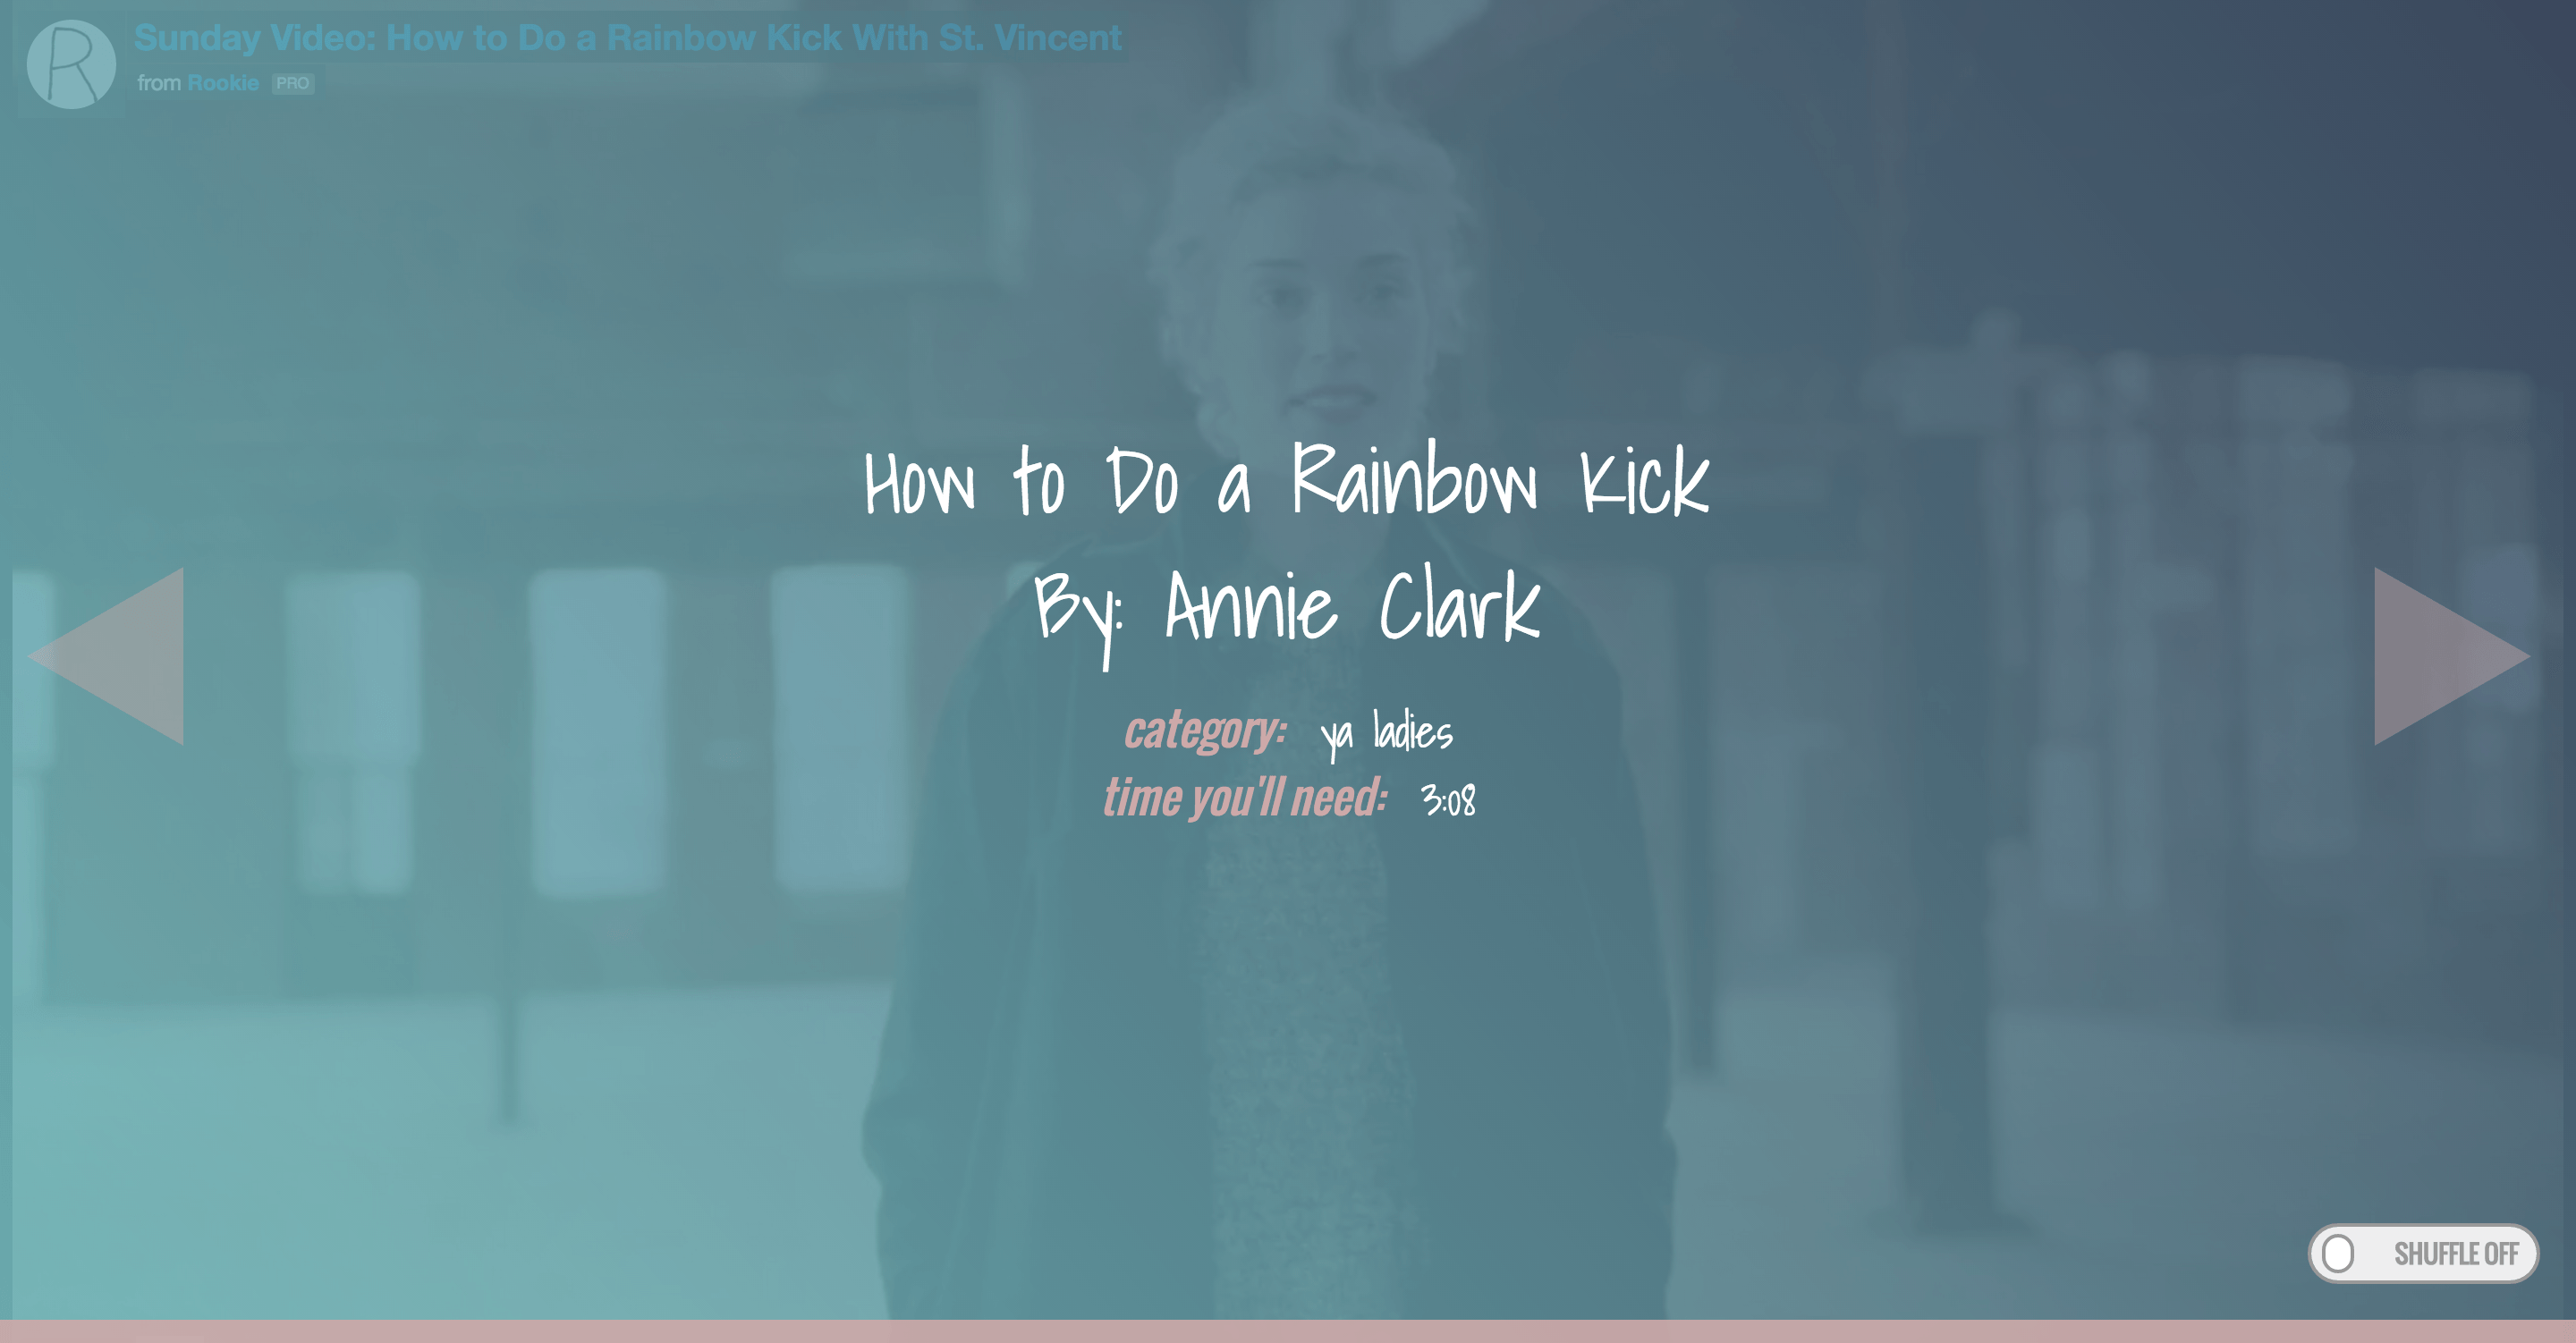 R
Sunday Video: How to Do a Rainbow Kick With St. Vincent
from Rookie PRO
How to Do a Rainbow Kick
By: Annie Clark
category: ya ladies
time you'll need: 3:08
SHUFFLE OFF